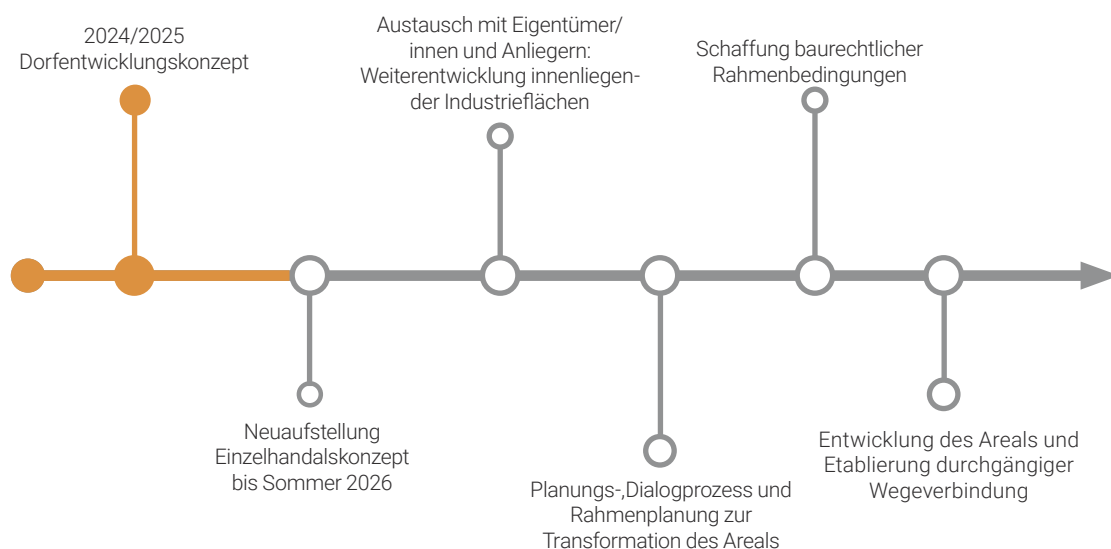 2024/2025
Dorfentwicklungskonzept
Neuaufstellung
Einzelhandalskonzept
bis Sommer 2026
Austausch mit Eigentümer/
innen und Anliegern:
Weiterentwicklung innenliegen-
der Industrieflächen
Planungs-,Dialogprozess und
Rahmenplanung zur
Transformation des Areals
Schaffung baurechtlicher
Rahmenbedingungen
Entwicklung des Areals und
Etablierung durchgängiger
Wegeverbindung